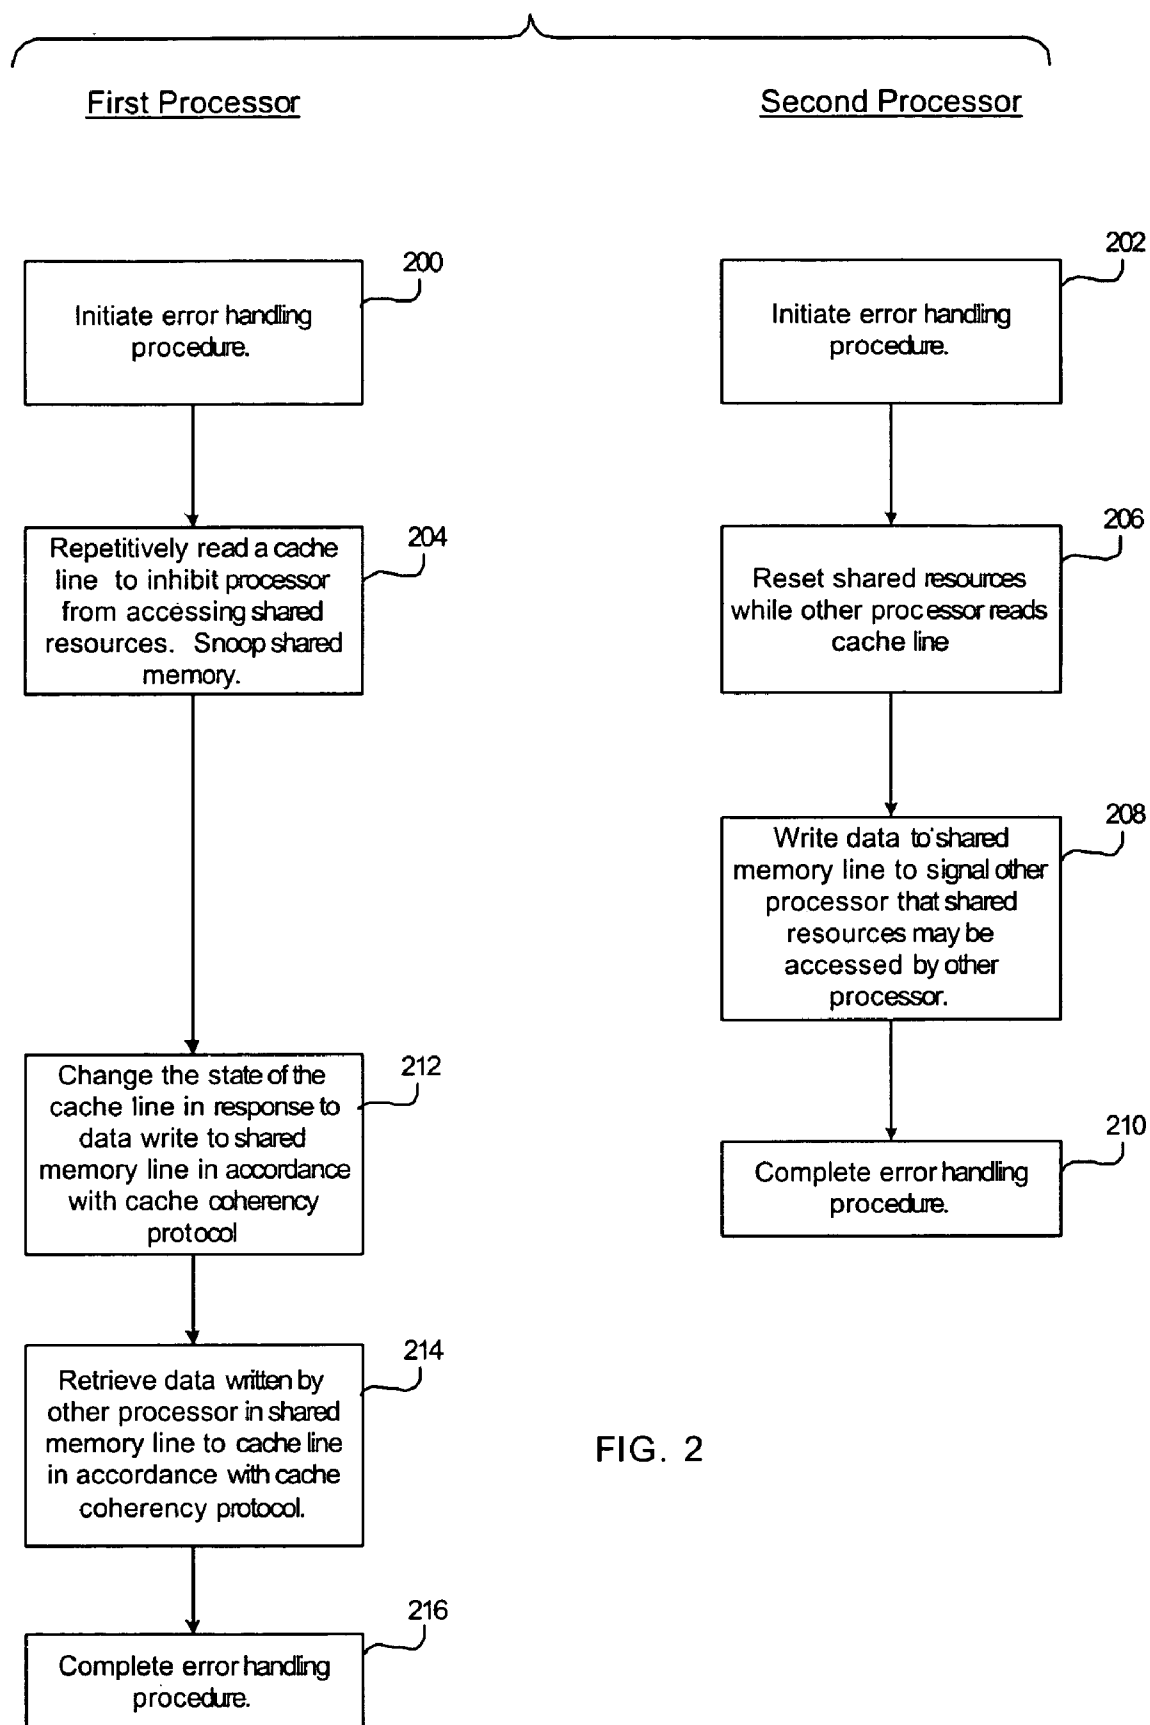 First Processor
Second Processor
200
Initiate error handling
procedure.
202
Initiate error handling
procedure.
204
Repetitively read a cache
line to inhibit processor
from accessing shared
resources. Snoop shared
memory.
206
Reset shared resources
while other processor reads
cache line
208
Write data to shared
memory line to signal other
processor that shared
resources may be
accessed by other
processor.
212
Change the state of the
cache line in response to
data write to shared
memory line in accordance
with cache coherency
protocol
210
Complete error handling
procedure.
214
Retrieve data written by
other processor in shared
memory line to cache line
in accordance with cache
coherency protocol.
FIG. 2
216
Complete error handling
procedure.